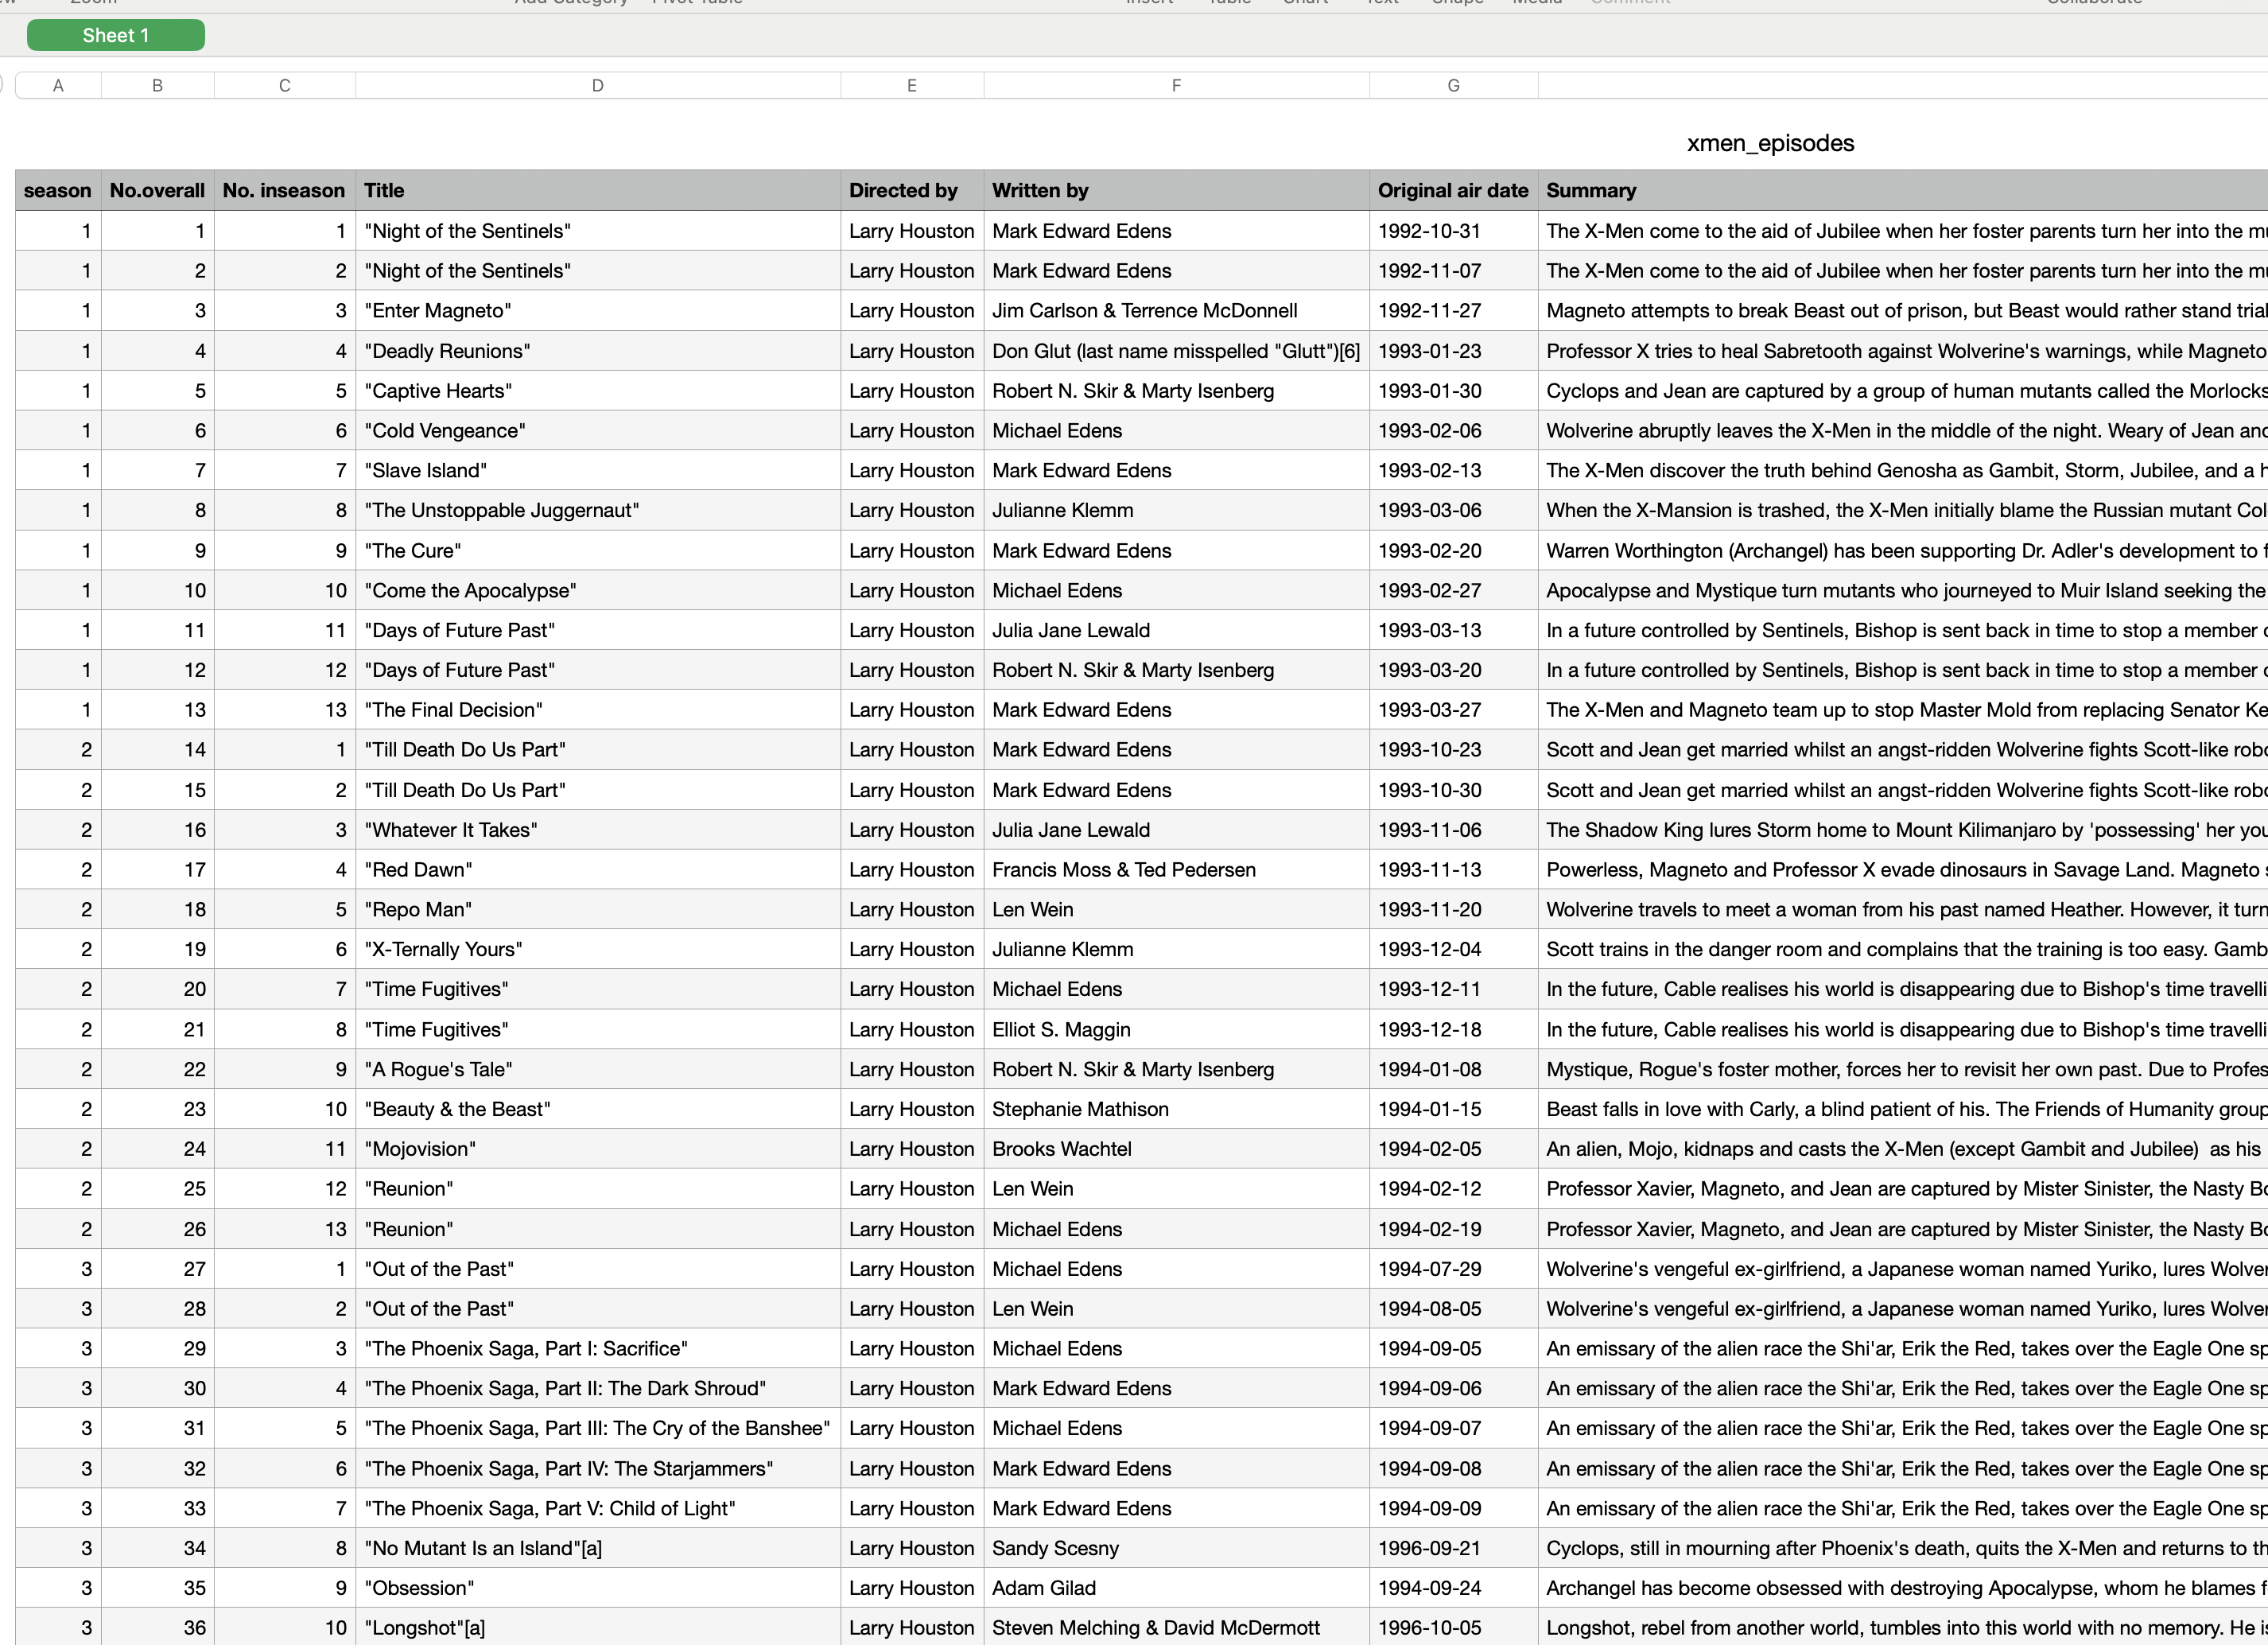 Zoom Add Category Pivot Table Insert Table Chart Text Shape Media Comment Collaborate
Sheet 1
A B C D E F G
xmen_episodes
season No.overall No. inseason Title Directed by Written by Original air date Summary
1 1 1 "Night of the Sentinels" Larry Houston Mark Edward Edens 1992-10-31 The X-Men come to the aid of Jubilee when her foster parents turn her into the
1 2 2 "Night of the Sentinels" Larry Houston Mark Edward Edens 1992-11-07 The X-Men come to the aid of Jubilee when her foster parents turn her into the
1 3 3 "Enter Magneto" Larry Houston Jim Carlson & Terrence McDonnell 1992-11-27 Magneto attempts to break Beast out of prison, but Beast would rather stand trial
1 4 4 "Deadly Reunions" Larry Houston Don Glut (last name misspelled "Glutt")[6] 1993-01-23 Professor X tries to heal Sabretooth against Wolverine's warnings, while Magneto
1 5 5 "Captive Hearts" Larry Houston Robert N. Skir & Marty Isenberg 1993-01-30 Cyclops and Jean are captured by a group of human mutants called the Morlocks
1 6 6 "Cold Vengeance" Larry Houston Michael Edens 1993-02-06 Wolverine abruptly leaves the X-Men in the middle of the night. Weary of Jean and
1 7 7 "Slave Island" Larry Houston Mark Edward Edens 1993-02-13 The X-Men discover the truth behind Genosha as Gambit, Storm, Jubilee, and a
1 8 8 "The Unstoppable Juggernaut" Larry Houston Julianne Klemm 1993-03-06 When the X-Mansion is trashed, the X-Men initially blame the Russian mutant Col
1 9 9 "The Cure" Larry Houston Mark Edward Edens 1993-02-20 Warren Worthington (Archangel) has been supporting Dr. Adler's development to
1 10 10 "Come the Apocalypse" Larry Houston Michael Edens 1993-02-27 Apocalypse and Mystique turn mutants who journeyed to Muir Island seeking the
1 11 11 "Days of Future Past" Larry Houston Julia Jane Lewald 1993-03-13 In a future controlled by Sentinels, Bishop is sent back in time to stop a member
1 12 12 "Days of Future Past" Larry Houston Robert N. Skir & Marty Isenberg 1993-03-20 In a future controlled by Sentinels, Bishop is sent back in time to stop a member
1 13 13 "The Final Decision" Larry Houston Mark Edward Edens 1993-03-27 The X-Men and Magneto team up to stop Master Mold from replacing Senator Ke
2 14 1 "Till Death Do Us Part" Larry Houston Mark Edward Edens 1993-10-23 Scott and Jean get married whilst an angst-ridden Wolverine fights Scott-like robo
2 15 2 "Till Death Do Us Part" Larry Houston Mark Edward Edens 1993-10-30 Scott and Jean get married whilst an angst-ridden Wolverine fights Scott-like robo
2 16 3 "Whatever It Takes" Larry Houston Julia Jane Lewald 1993-11-06 The Shadow King lures Storm home to Mount Kilimanjaro by 'possessing' her you
2 17 4 "Red Dawn" Larry Houston Francis Moss & Ted Pedersen 1993-11-13 Powerless, Magneto and Professor X evade dinosaurs in Savage Land. Magneto
2 18 5 "Repo Man" Larry Houston Len Wein 1993-11-20 Wolverine travels to meet a woman from his past named Heather. However, it turn
2 19 6 "X-Ternally Yours" Larry Houston Julianne Klemm 1993-12-04 Scott trains in the danger room and complains that the training is too easy. Gamb
2 20 7 "Time Fugitives" Larry Houston Michael Edens 1993-12-11 In the future, Cable realises his world is disappearing due to Bishop's time travelli
2 21 8 "Time Fugitives" Larry Houston Elliot S. Maggin 1993-12-18 In the future, Cable realises his world is disappearing due to Bishop's time travelli
2 22 9 "A Rogue's Tale" Larry Houston Robert N. Skir & Marty Isenberg 1994-01-08 Mystique, Rogue's foster mother, forces her to revisit her own past. Due to Profes
2 23 10 "Beauty & the Beast" Larry Houston Stephanie Mathison 1994-01-15 Beast falls in love with Carly, a blind patient of his. The Friends of Humanity group
2 24 11 "Mojovision" Larry Houston Brooks Wachtel 1994-02-05 An alien, Mojo, kidnaps and casts the X-Men (except Gambit and Jubilee) as his
2 25 12 "Reunion" Larry Houston Len Wein 1994-02-12 Professor Xavier, Magneto, and Jean are captured by Mister Sinister, the Nasty Bo
2 26 13 "Reunion" Larry Houston Michael Edens 1994-02-19 Professor Xavier, Magneto, and Jean are captured by Mister Sinister, the Nasty Bo
3 27 1 "Out of the Past" Larry Houston Michael Edens 1994-07-29 Wolverine's vengeful ex-girlfriend, a Japanese woman named Yuriko, lures Wolver
3 28 2 "Out of the Past" Larry Houston Len Wein 1994-08-05 Wolverine's vengeful ex-girlfriend, a Japanese woman named Yuriko, lures Wolver
3 29 3 "The Phoenix Saga, Part I: Sacrifice" Larry Houston Michael Edens 1994-09-05 An emissary of the alien race the Shi'ar, Erik the Red, takes over the Eagle One sp
3 30 4 "The Phoenix Saga, Part II: The Dark Shroud" Larry Houston Mark Edward Edens 1994-09-06 An emissary of the alien race the Shi'ar, Erik the Red, takes over the Eagle One sp
3 31 5 "The Phoenix Saga, Part III: The Cry of the Banshee" Larry Houston Michael Edens 1994-09-07 An emissary of the alien race the Shi'ar, Erik the Red, takes over the Eagle One sp
3 32 6 "The Phoenix Saga, Part IV: The Starjammers" Larry Houston Mark Edward Edens 1994-09-08 An emissary of the alien race the Shi'ar, Erik the Red, takes over the Eagle One sp
3 33 7 "The Phoenix Saga, Part V: Child of Light" Larry Houston Mark Edward Edens 1994-09-09 An emissary of the alien race the Shi'ar, Erik the Red, takes over the Eagle One sp
3 34 8 "No Mutant Is an Island"[a] Larry Houston Sandy Scesny 1996-09-21 Cyclops, still in mourning after Phoenix's death, quits the X-Men and returns to th
3 35 9 "Obsession" Larry Houston Adam Gilad 1994-09-24 Archangel has become obsessed with destroying Apocalypse, whom he blames f
3 36 10 "Longshot"[a] Larry Houston Steven Melching & David McDermott 1996-10-05 Longshot, rebel from another world, tumbles into this world with no memory. He